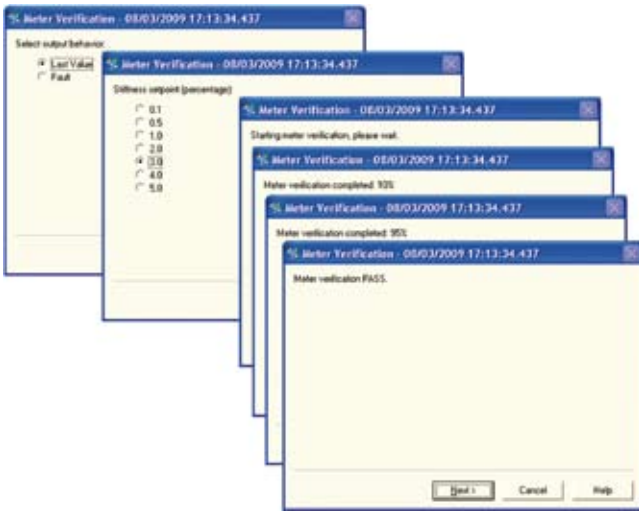 Meter Verification - 08/03/2009 17:13:34.437
Select output behavior:
Last Value
Fault
Meter Verification - 08/03/2009 17:13:34.437
Stiffness setpoint (percentage):
0.1
0.5
1.0
2.0
3.0
4.0
5.0
Meter Verification - 08/03/2009 17:13:34.437
Starting meter verification, please wait.
Meter Verification - 08/03/2009 17:13:34.437
Meter verification completed: 10%
Meter Verification - 08/03/2009 17:13:34.437
Meter verification completed: 95%
Meter Verification - 08/03/2009 17:13:34.437
Meter verification PASS.
Next >
Cancel
Help